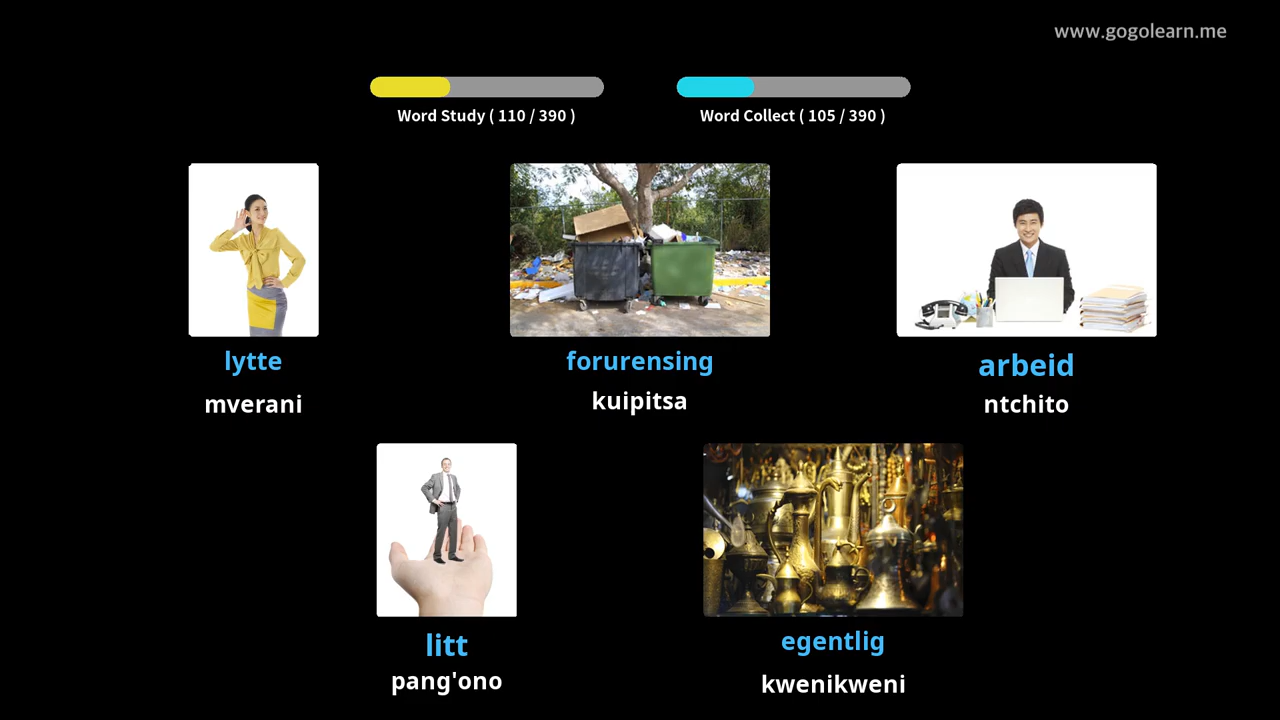 www.gogolearn.me
Word Study ( 110 / 390 )
Word Collect ( 105 / 390 )
lytte
mverani
forurensing
kuipitsa
arbeid
ntchito
litt
pang'ono
egentlig
kwenikweni